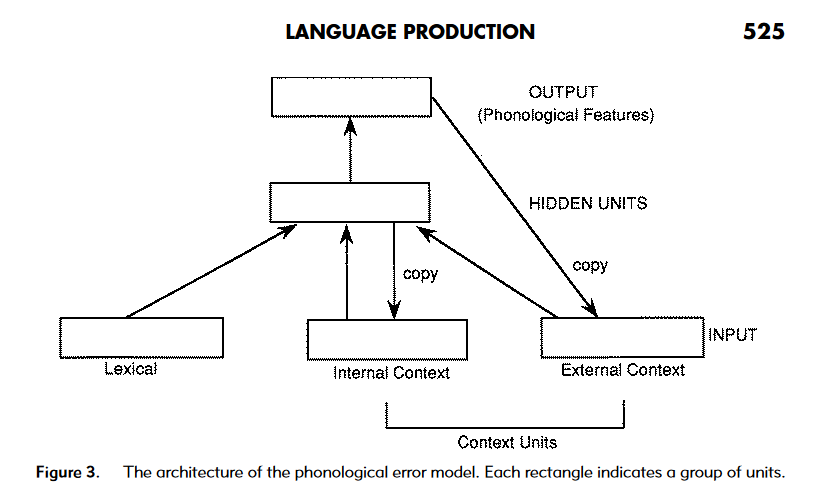 LANGUAGE PRODUCTION 525
OUTPUT
(Phonological Features)
HIDDEN UNITS
copy
copy
INPUT
Lexical
Internal Context
External Context
Context Units
Figure 3. The architecture of the phonological error model. Each rectangle indicates a group of units.